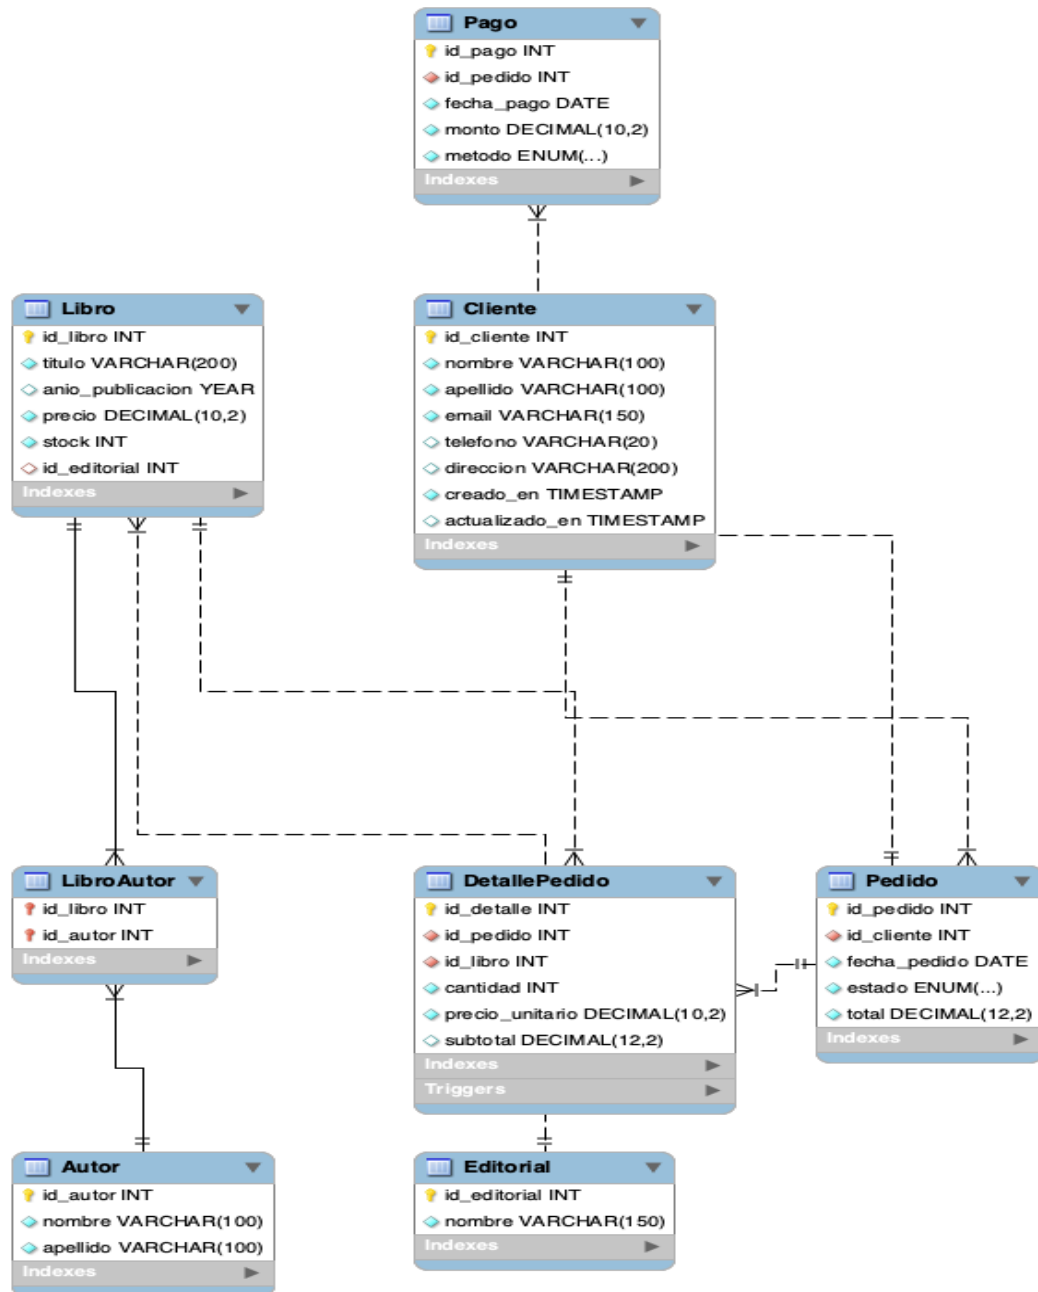 Pago
id_pago INT
id_pedido INT
fecha_pago DATE
monto DECIMAL(10,2)
metodo ENUM(...)
Indexes
Libro
id_libro INT
titulo VARCHAR(200)
anio_publicacion YEAR
precio DECIMAL(10,2)
stock INT
id_editorial INT
Indexes
Cliente
id_cliente INT
nombre VARCHAR(100)
apellido VARCHAR(100)
email VARCHAR(150)
telefono VARCHAR(20)
direccion VARCHAR(200)
creado_en TIMESTAMP
actualizado_en TIMESTAMP
Indexes
LibroAutor
id_libro INT
id_autor INT
Indexes
DetallePedido
id_detalle INT
id_pedido INT
id_libro INT
cantidad INT
precio_unitario DECIMAL(10,2)
subtotal DECIMAL(12,2)
Indexes
Triggers
Pedido
id_pedido INT
id_cliente INT
fecha_pedido DATE
estado ENUM(...)
total DECIMAL(12,2)
Indexes
Autor
id_autor INT
nombre VARCHAR(100)
apellido VARCHAR(100)
Indexes
Editorial
id_editorial INT
nombre VARCHAR(150)
Indexes